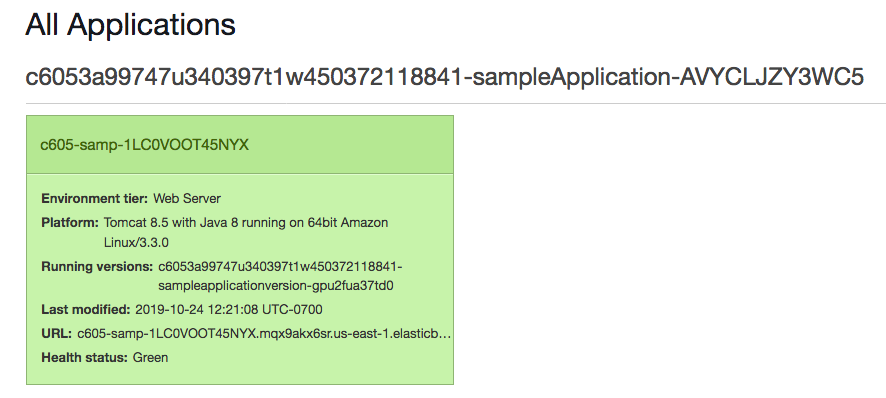 All Applications
c6053a99747u340397t1w450372118841-sampleApplication-AVYCLJZY3WC5
c605-samp-1LC0VOOT45NYX
Environment tier: Web Server
Platform: Tomcat 8.5 with Java 8 running on 64bit Amazon
Linux/3.3.0
Running versions: c6053a99747u340397t1w450372118841-
sampleapplicationversion-gpu2fua37td0
Last modified: 2019-10-24 12:21:08 UTC-0700
URL: c605-samp-1LC0VOOT45NYX.mqx9akx6sr.us-east-1.elasticb...
Health status: Green